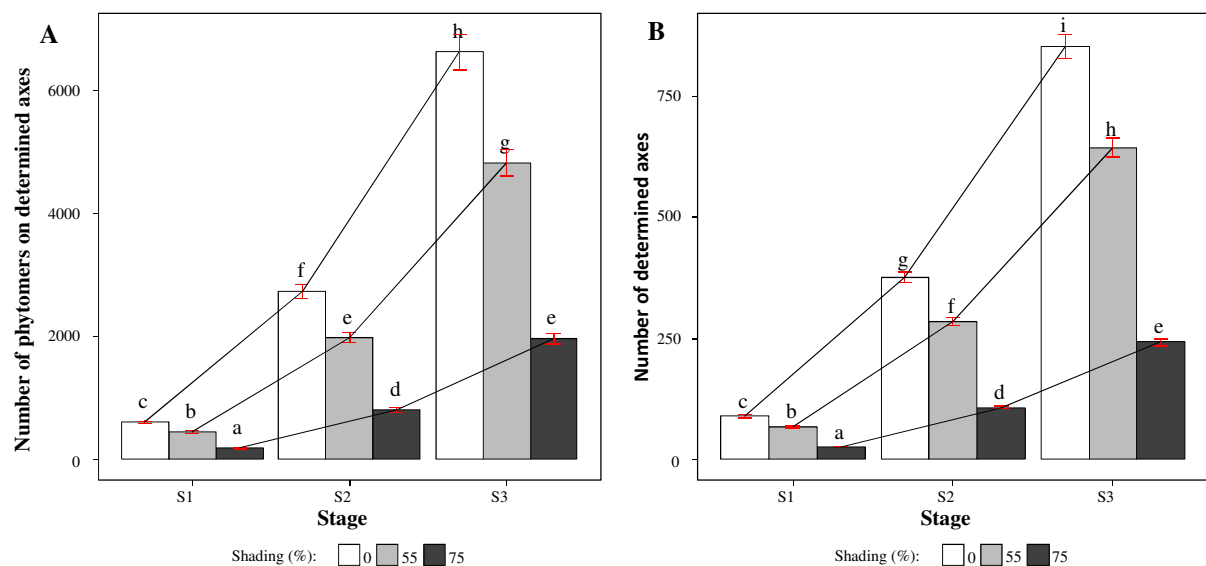 A
Number of phytomers on determined axes
6000
4000
2000
0
h
g
f
e
e
d
c
b
a
S1 S2 S3
Stage
Shading (%): 0 55 75
B
Number of determined axes
750
500
250
0
i
h
g
f
e
d
c
b
a
S1 S2 S3
Stage
Shading (%): 0 55 75